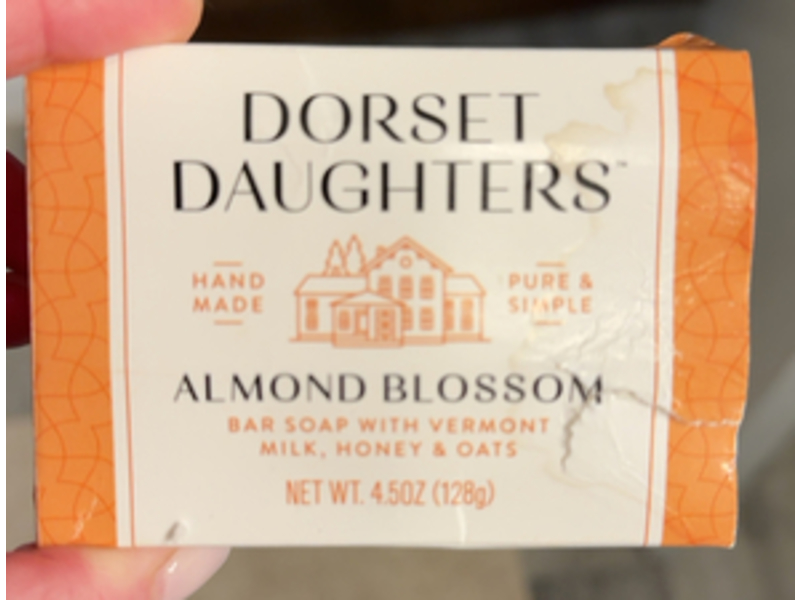 DORSET
DAUGHTERS™
HAND
MADE
PURE &
SIMPLE
ALMOND BLOSSOM
BAR SOAP WITH VERMONT
MILK, HONEY & OATS
NET WT. 4.5OZ (128g)